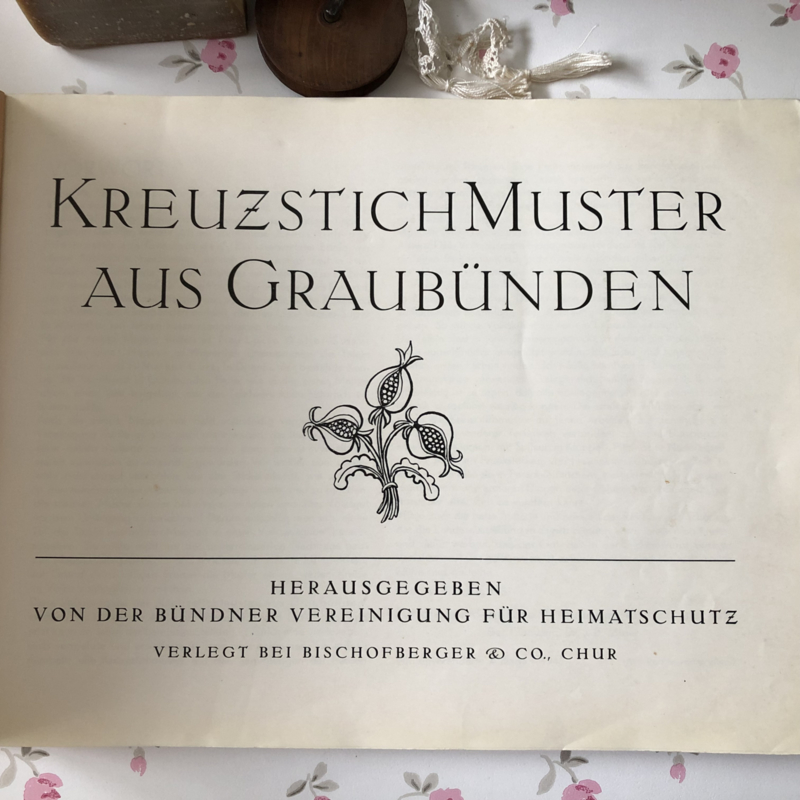 KREUZSTICHMUSTER
AUS GRAUBÜNDEN
HERAUSGEGEBEN
VON DER BÜNDNER VEREINIGUNG FÜR HEIMATSCHUTZ
VERLEGT BEI BISCHOFBERGER & CO., CHUR